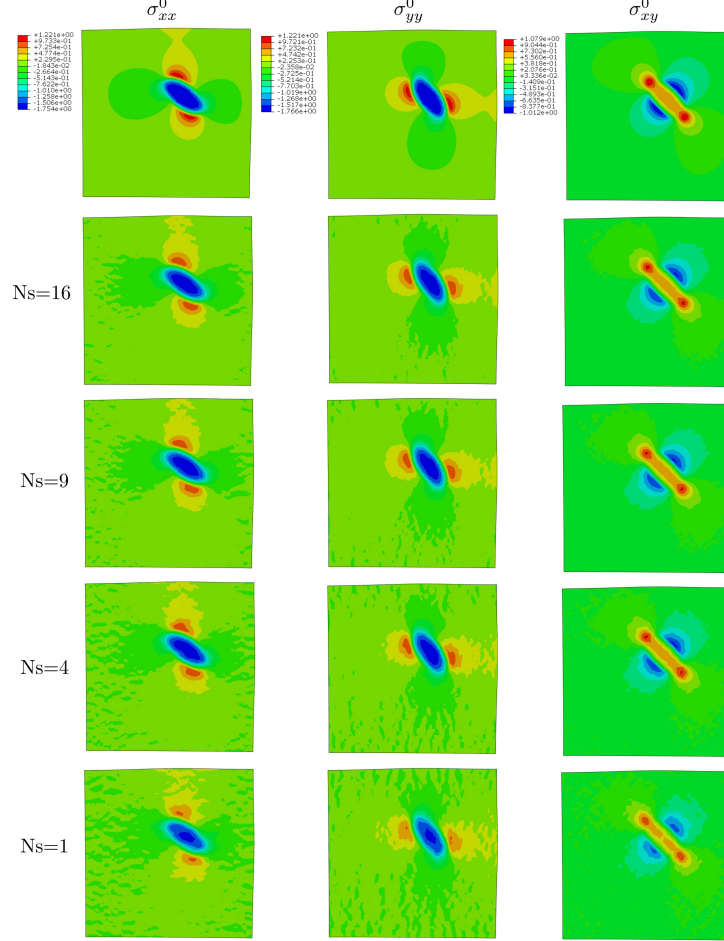 σ⁰ₓₓ
σ⁰ᵧᵧ
σ⁰ₓᵧ
+1.221e+00
+9.733e-01
+7.254e-01
+4.774e-01
+2.295e-01
-1.843e-02
-2.664e-01
-5.143e-01
-7.622e-01
-1.010e+00
-1.258e+00
-1.506e+00
-1.754e+00
+1.221e+00
+9.721e-01
+7.232e-01
+4.742e-01
+2.253e-01
-2.358e-02
-2.725e-01
-5.214e-01
-7.703e-01
-1.019e+00
-1.268e+00
-1.517e+00
-1.766e+00
+1.079e+00
+9.044e-01
+7.302e-01
+5.560e-01
+3.818e-01
+2.076e-01
+3.336e-02
-1.409e-01
-3.151e-01
-4.893e-01
-6.635e-01
-8.377e-01
-1.012e+00
Ns=16
Ns=9
Ns=4
Ns=1